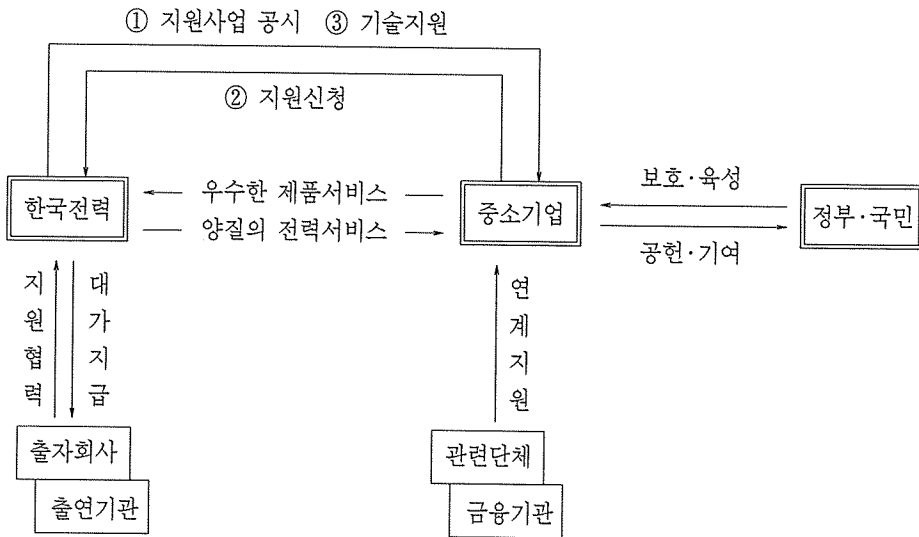 ① 지원사업 공시 ③ 기술지원
② 지원신청
한국전력
우수한 제품서비스
양질의 전력서비스
중소기업
보호·육성
공헌·기여
정부·국민
지원협력
대가지급
연계지원
출자회사
출연기관
관련단체
금융기관